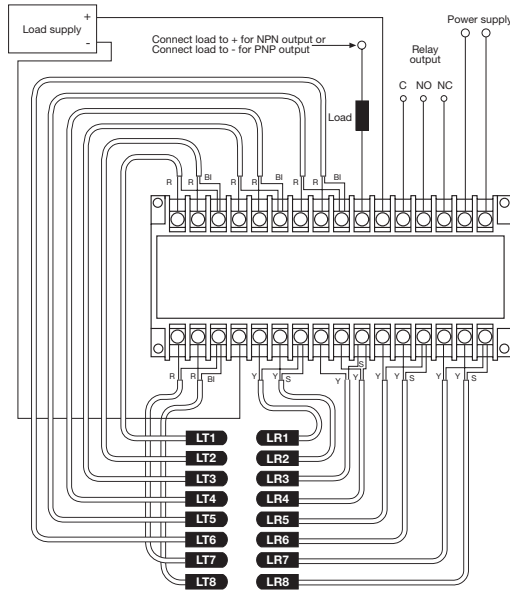 Load supply
+
-
Connect load to + for NPN output or
Connect load to - for PNP output
Power supply
Relay
output
C NO NC
Load
R R Bl R R Bl R R Bl
R R Bl Y Y S Y S Y Y Y S Y Y S
LT1 LR1
LT2 LR2
LT3 LR3
LT4 LR4
LT5 LR5
LT6 LR6
LT7 LR7
LT8 LR8